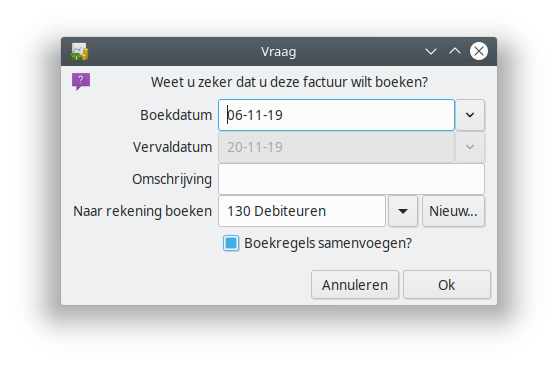 Vraag
Weet u zeker dat u deze factuur wilt boeken?
Boekdatum 06-11-19
Vervaldatum 20-11-19
Omschrijving
Naar rekening boeken 130 Debiteuren Nieuw...
Boekregels samenvoegen?
Annuleren Ok